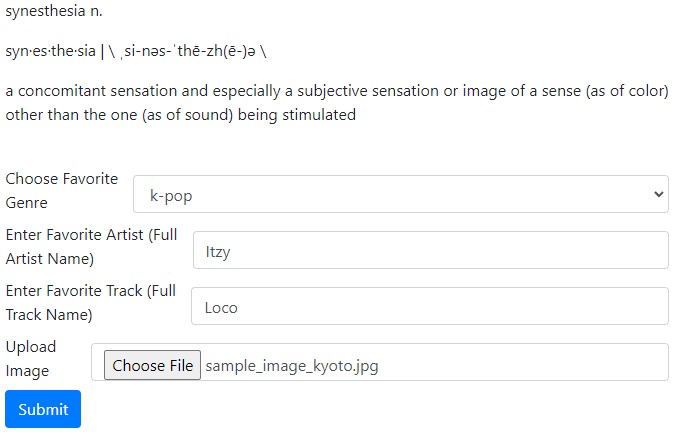 synesthesia n.
syn·es·the·sia | \ ˌsi-nəs-ˈthē-zh(ē-)ə \
a concomitant sensation and especially a subjective sensation or image of a sense (as of color)
other than the one (as of sound) being stimulated
Choose Favorite
Genre
k-pop
Enter Favorite Artist (Full
Artist Name)
Itzy
Enter Favorite Track (Full
Track Name)
Loco
Upload
Image
Choose File sample_image_kyoto.jpg
Submit